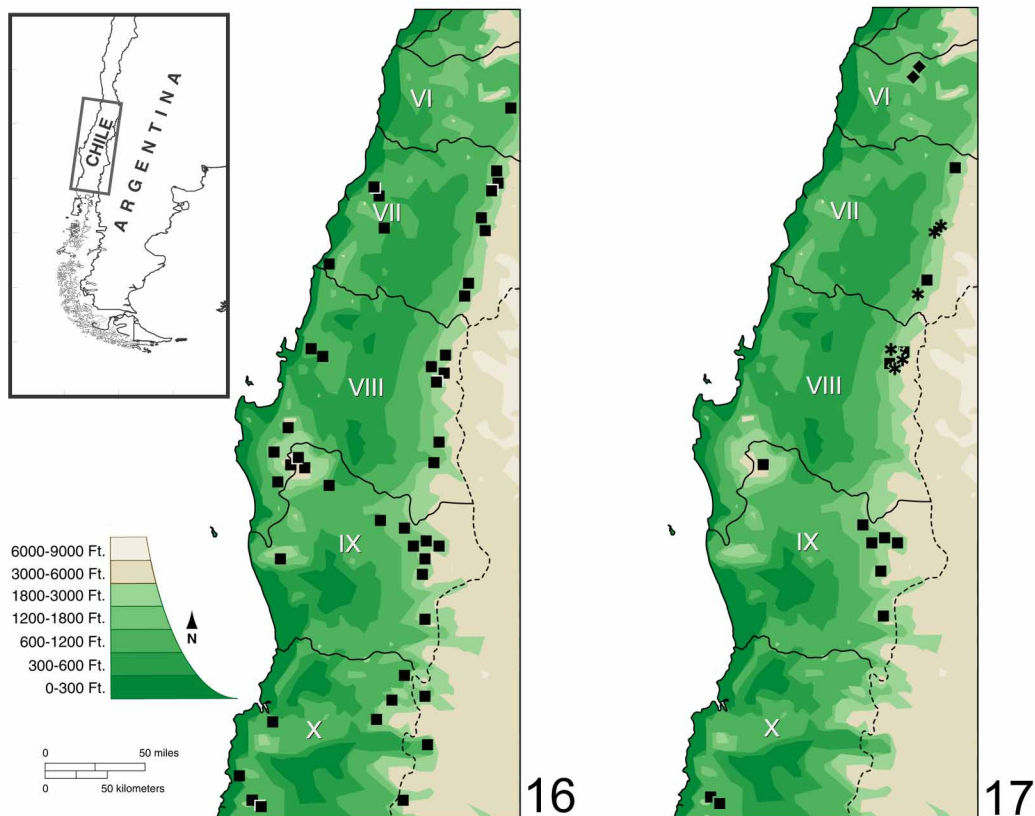 CHILE
ARGENTINA
VI
VII
VIII
IX
X
6000-9000 Ft.
3000-6000 Ft.
1800-3000 Ft.
1200-1800 Ft.
600-1200 Ft.
300-600 Ft.
0-300 Ft.
N
0 50 miles
0 50 kilometers
16
VI
VII
VIII
IX
X
17